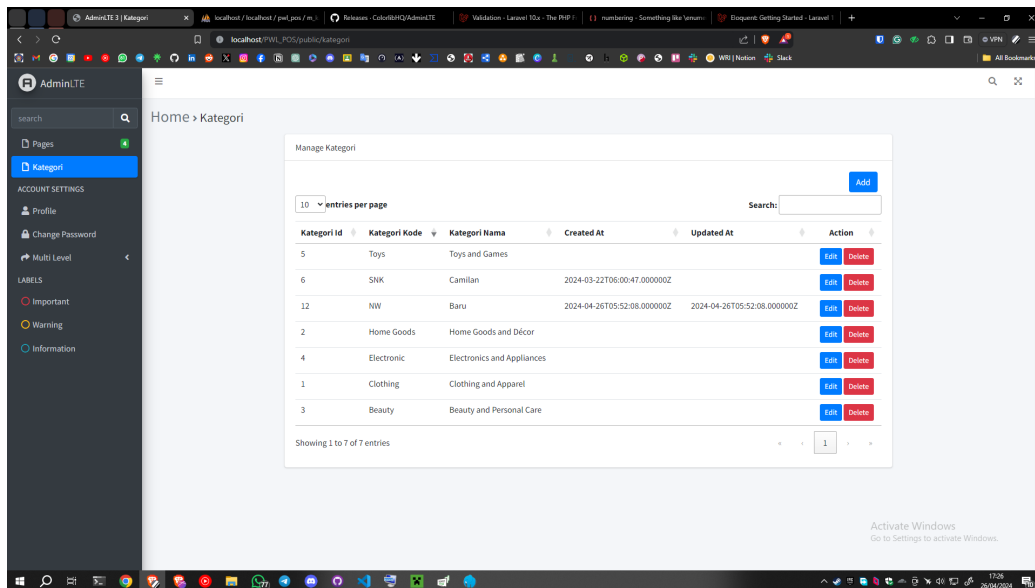 AdminLTE 3 | Kategori
localhost / localhost / pwl_pos / m_k
Releases · ColorlibHQ/AdminLTE
Validation - Laravel 10.x - The PHP F
numbering - Something like \enum
Eloquent: Getting Started - Laravel 1
localhost/PWL_POS/public/kategori
VPN
WRI | Notion
Slack
All Bookmarks
AdminLTE
search
Home › Kategori
Pages
4
Kategori
ACCOUNT SETTINGS
Profile
Change Password
Multi Level
LABELS
Important
Warning
Information
Manage Kategori
Add
10 entries per page
Search:
Kategori Id Kategori Kode Kategori Nama Created At Updated At Action
5 Toys Toys and Games Edit Delete
6 SNK Camilan 2024-03-22T06:00:47.000000Z Edit Delete
12 NW Baru 2024-04-26T05:52:08.000000Z 2024-04-26T05:52:08.000000Z Edit Delete
2 Home Goods Home Goods and Décor Edit Delete
4 Electronic Electronics and Appliances Edit Delete
1 Clothing Clothing and Apparel Edit Delete
3 Beauty Beauty and Personal Care Edit Delete
Showing 1 to 7 of 7 entries
« ‹ 1 › »
Activate Windows
Go to Settings to activate Windows.
17:26
26/04/2024